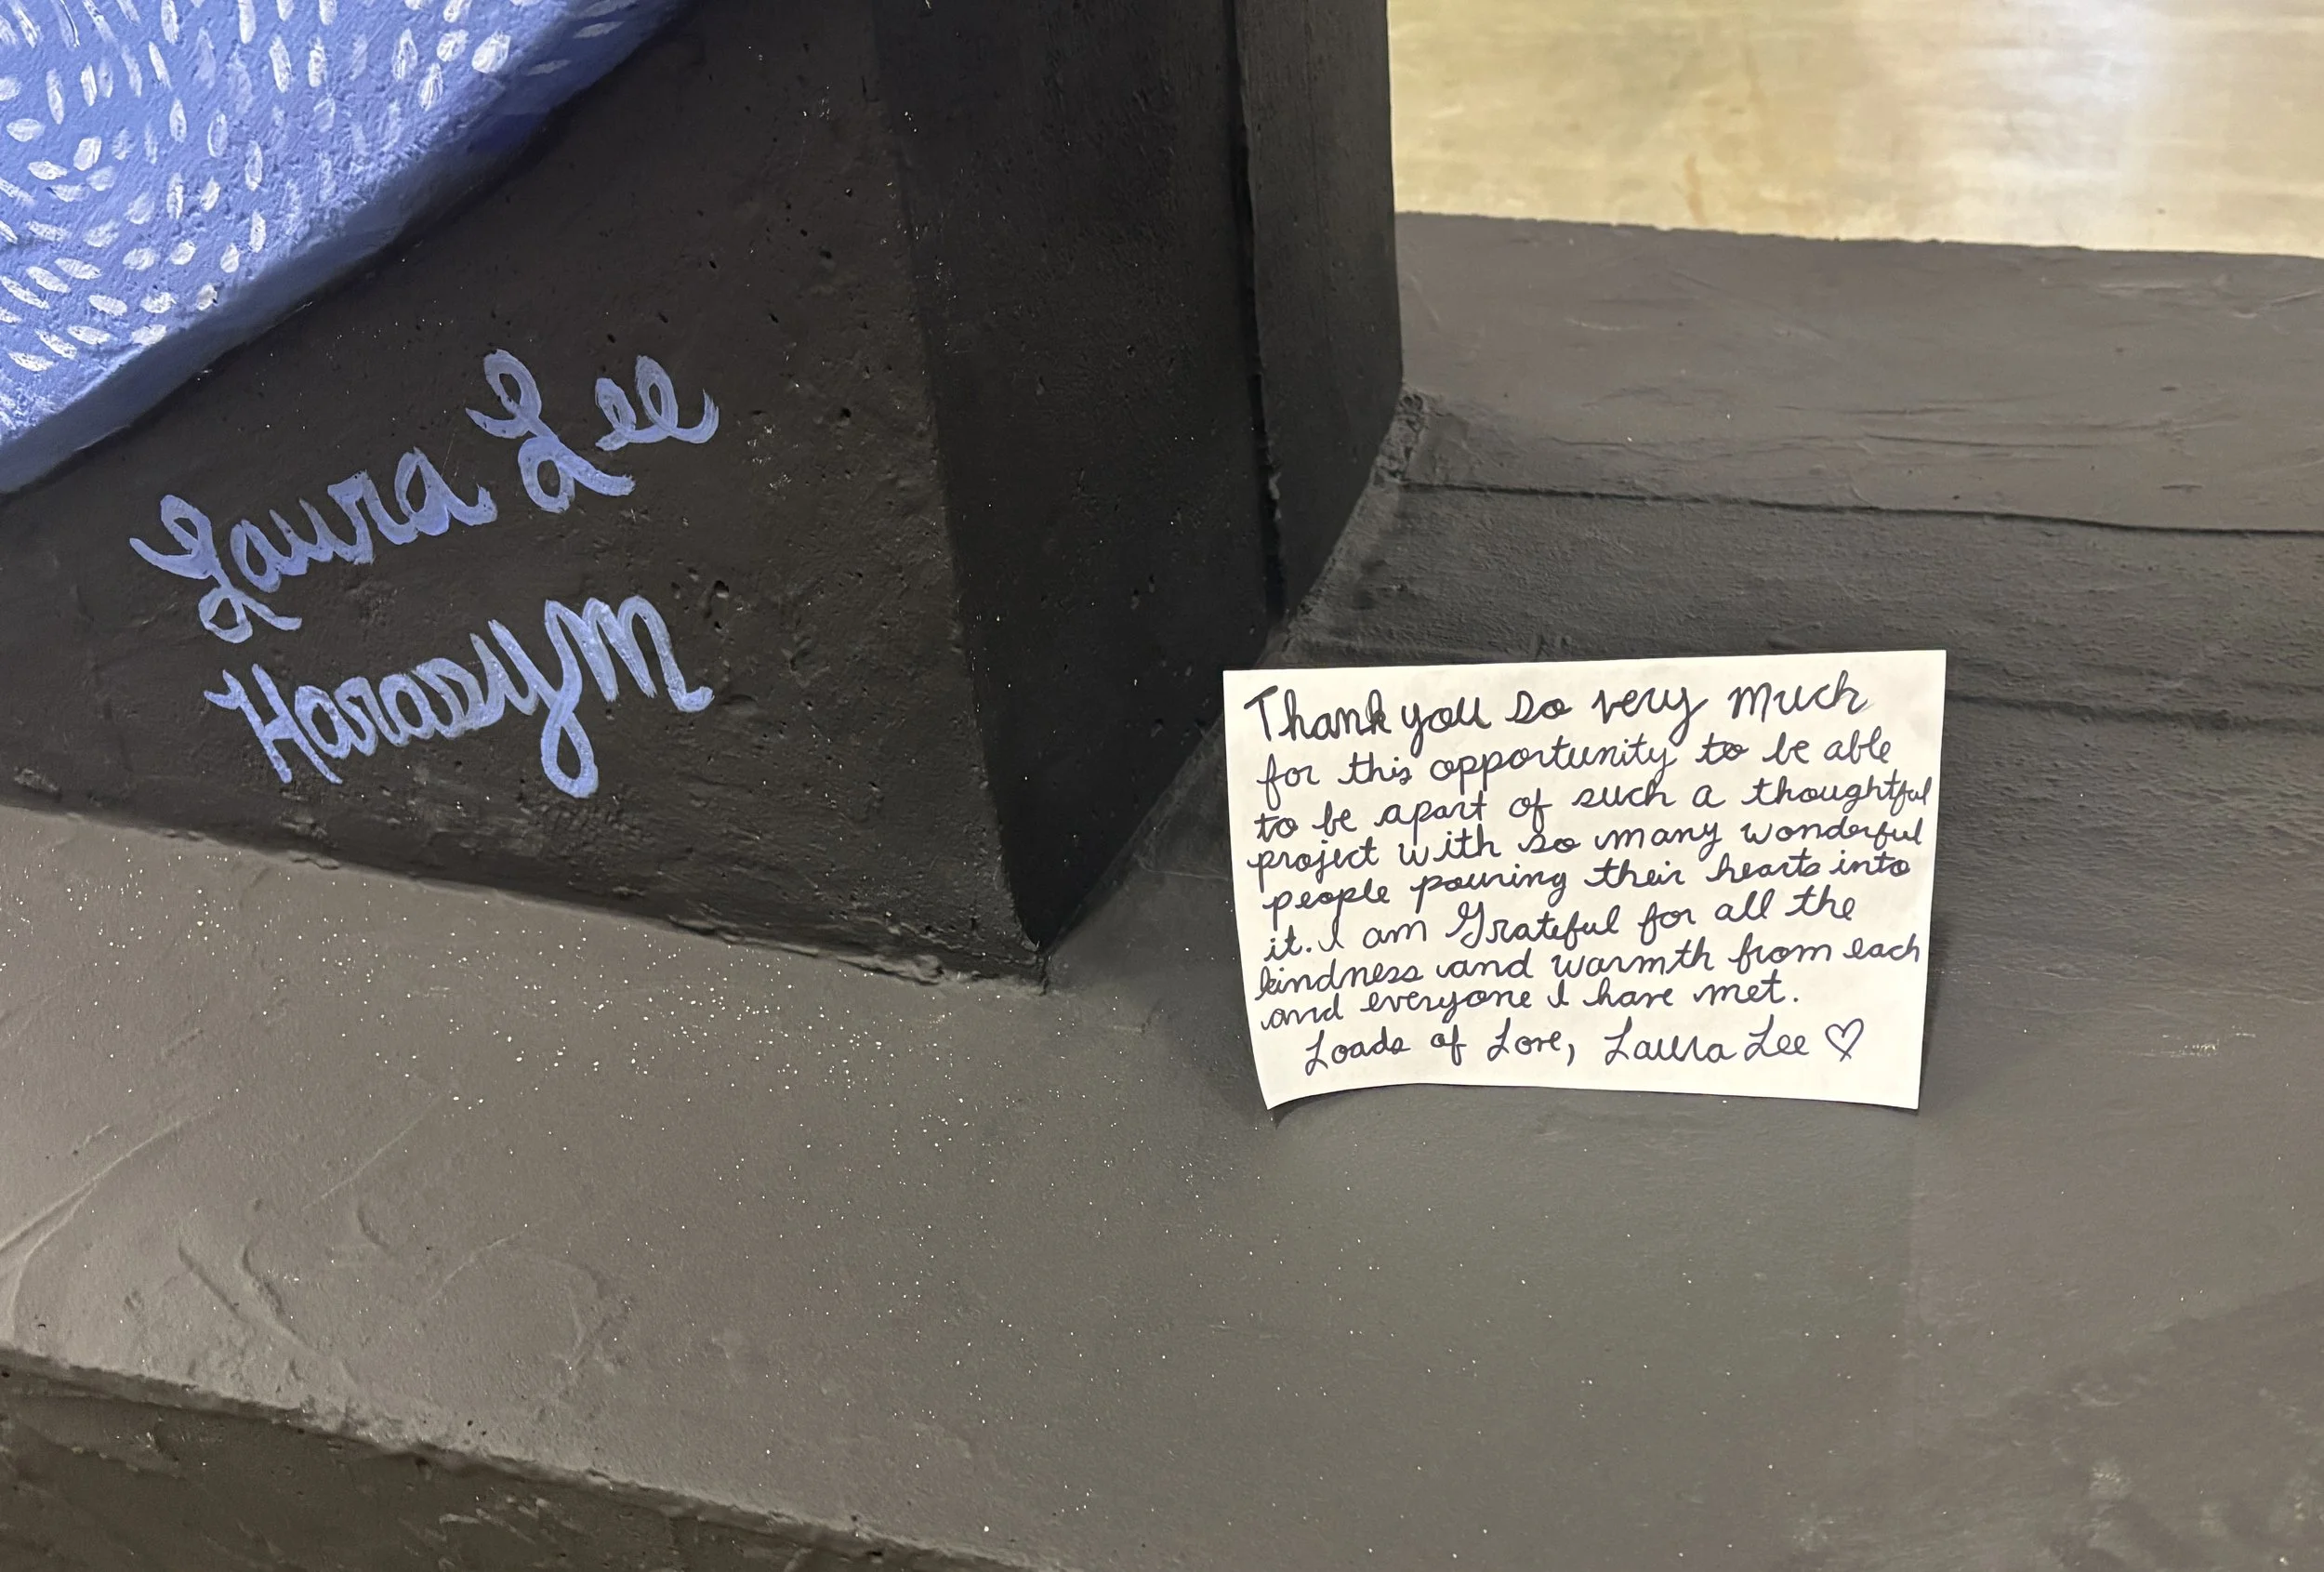 Laura Lee
Harasym
Thank you so very much
for this opportunity to be able
to be apart of such a thoughtful
project with so many wonderful
people pouring their hearts into
it. I am Grateful for all the
kindness and warmth from each
and everyone I have met.
Loads of Love, Laura Lee ♡